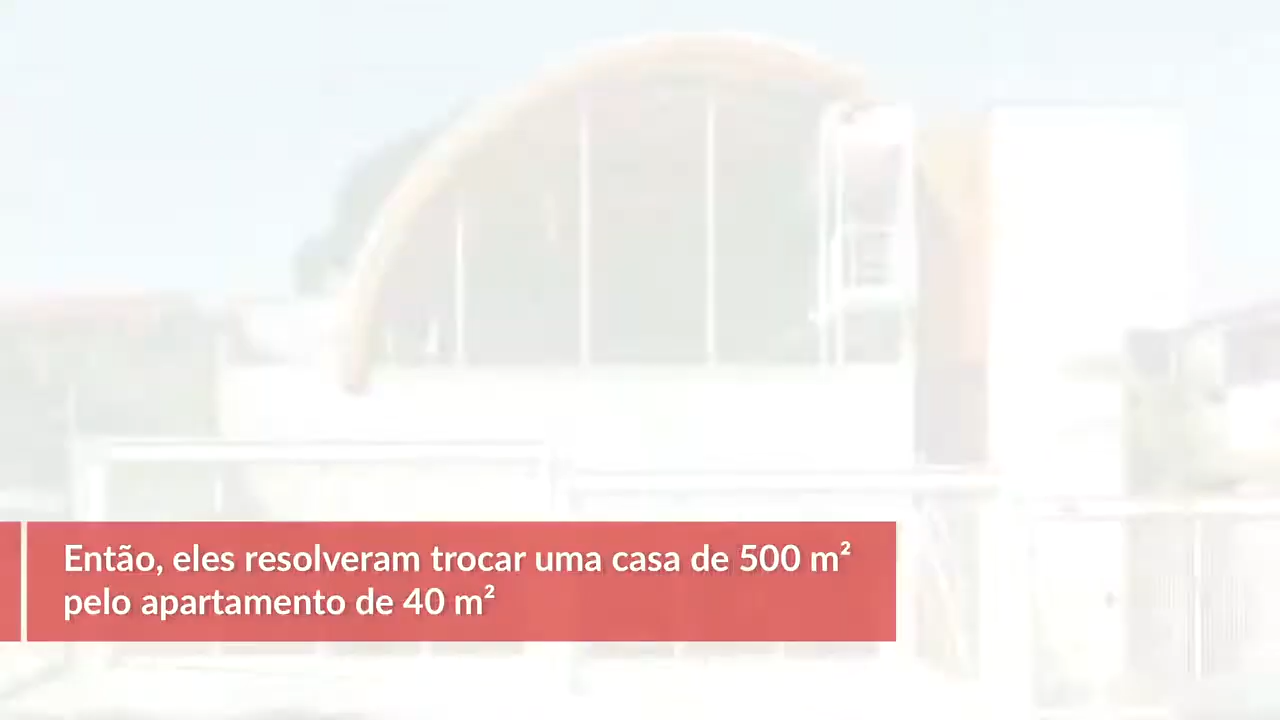 Então, eles resolveram trocar uma casa de 500 m²
pelo apartamento de 40 m²